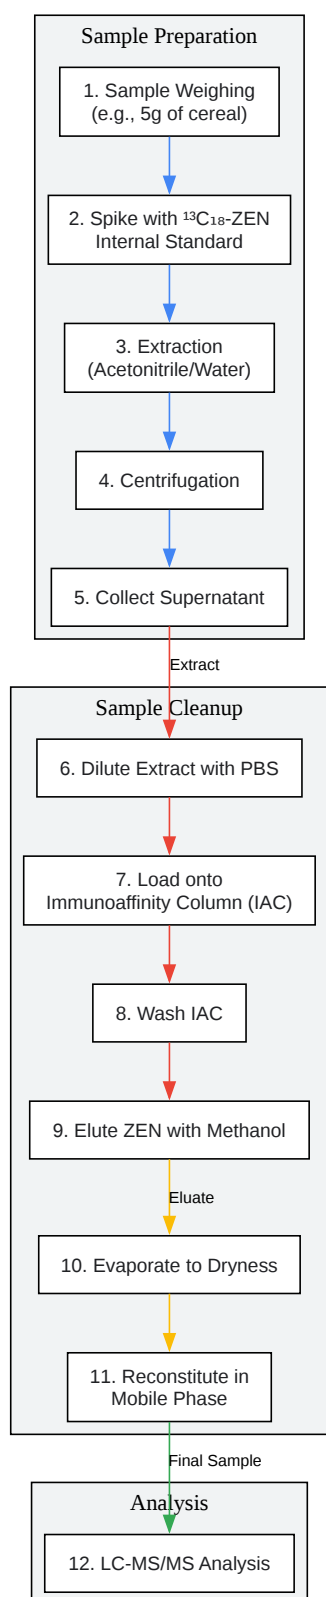 Sample Preparation
1. Sample Weighing
(e.g., 5g of cereal)
2. Spike with ¹³C₁₈-ZEN
Internal Standard
3. Extraction
(Acetonitrile/Water)
4. Centrifugation
5. Collect Supernatant
Extract
Sample Cleanup
6. Dilute Extract with PBS
7. Load onto
Immunoaffinity Column (IAC)
8. Wash IAC
9. Elute ZEN with Methanol
Eluate
10. Evaporate to Dryness
11. Reconstitute in
Mobile Phase
Final Sample
Analysis
12. LC-MS/MS Analysis